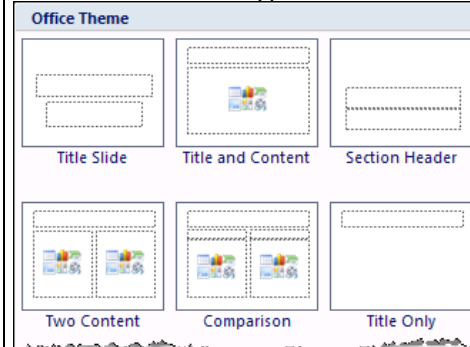 Office Theme
Title Slide
Title and Content
Section Header
Two Content
Comparison
Title Only